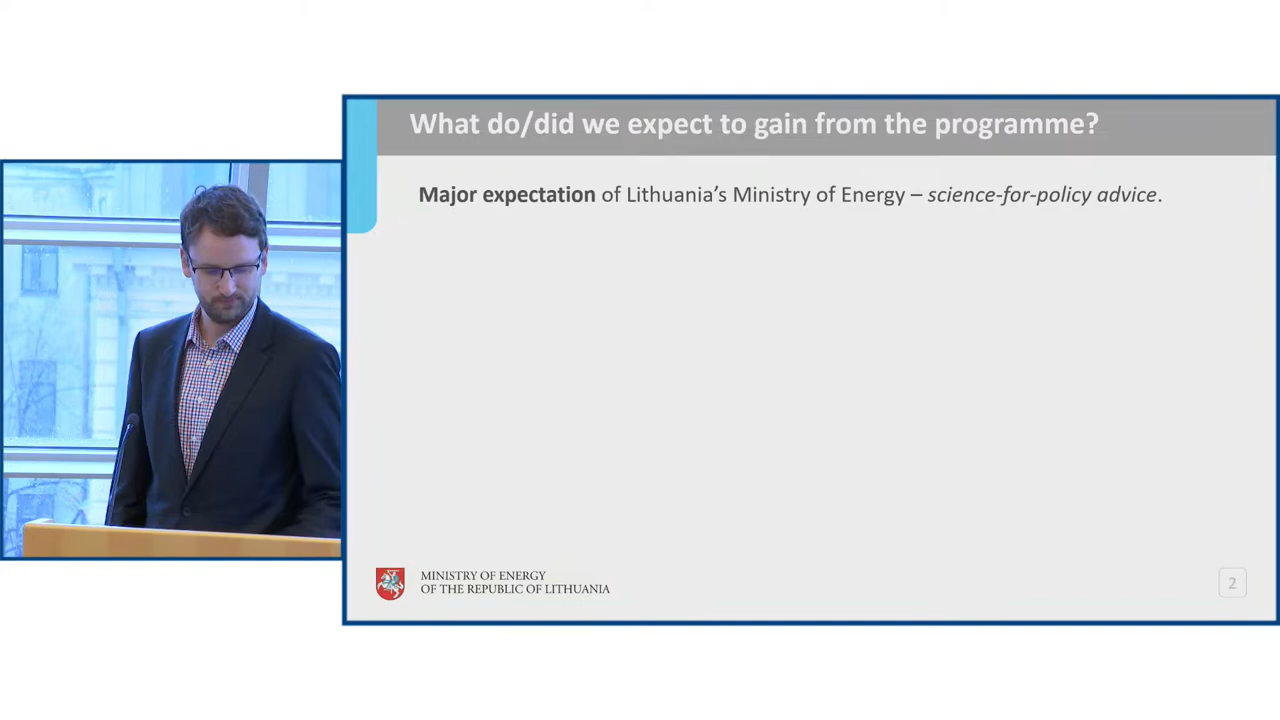 What do/did we expect to gain from the programme?
Major expectation of Lithuania’s Ministry of Energy – science-for-policy advice.
MINISTRY OF ENERGY
OF THE REPUBLIC OF LITHUANIA
2